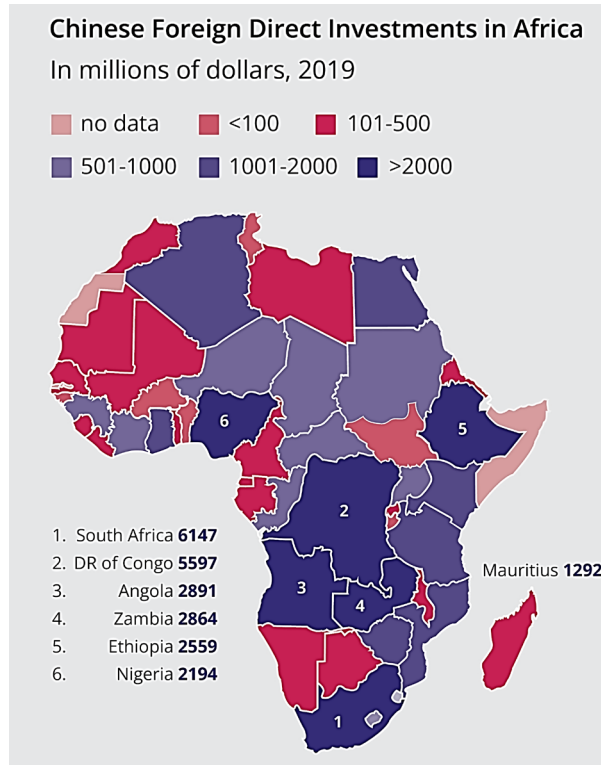 Chinese Foreign Direct Investments in Africa
In millions of dollars, 2019
no data <100 101-500
501-1000 1001-2000 >2000
6
5
2
3
4
1
1. South Africa 6147
2. DR of Congo 5597
3. Angola 2891
4. Zambia 2864
5. Ethiopia 2559
6. Nigeria 2194
Mauritius 1292